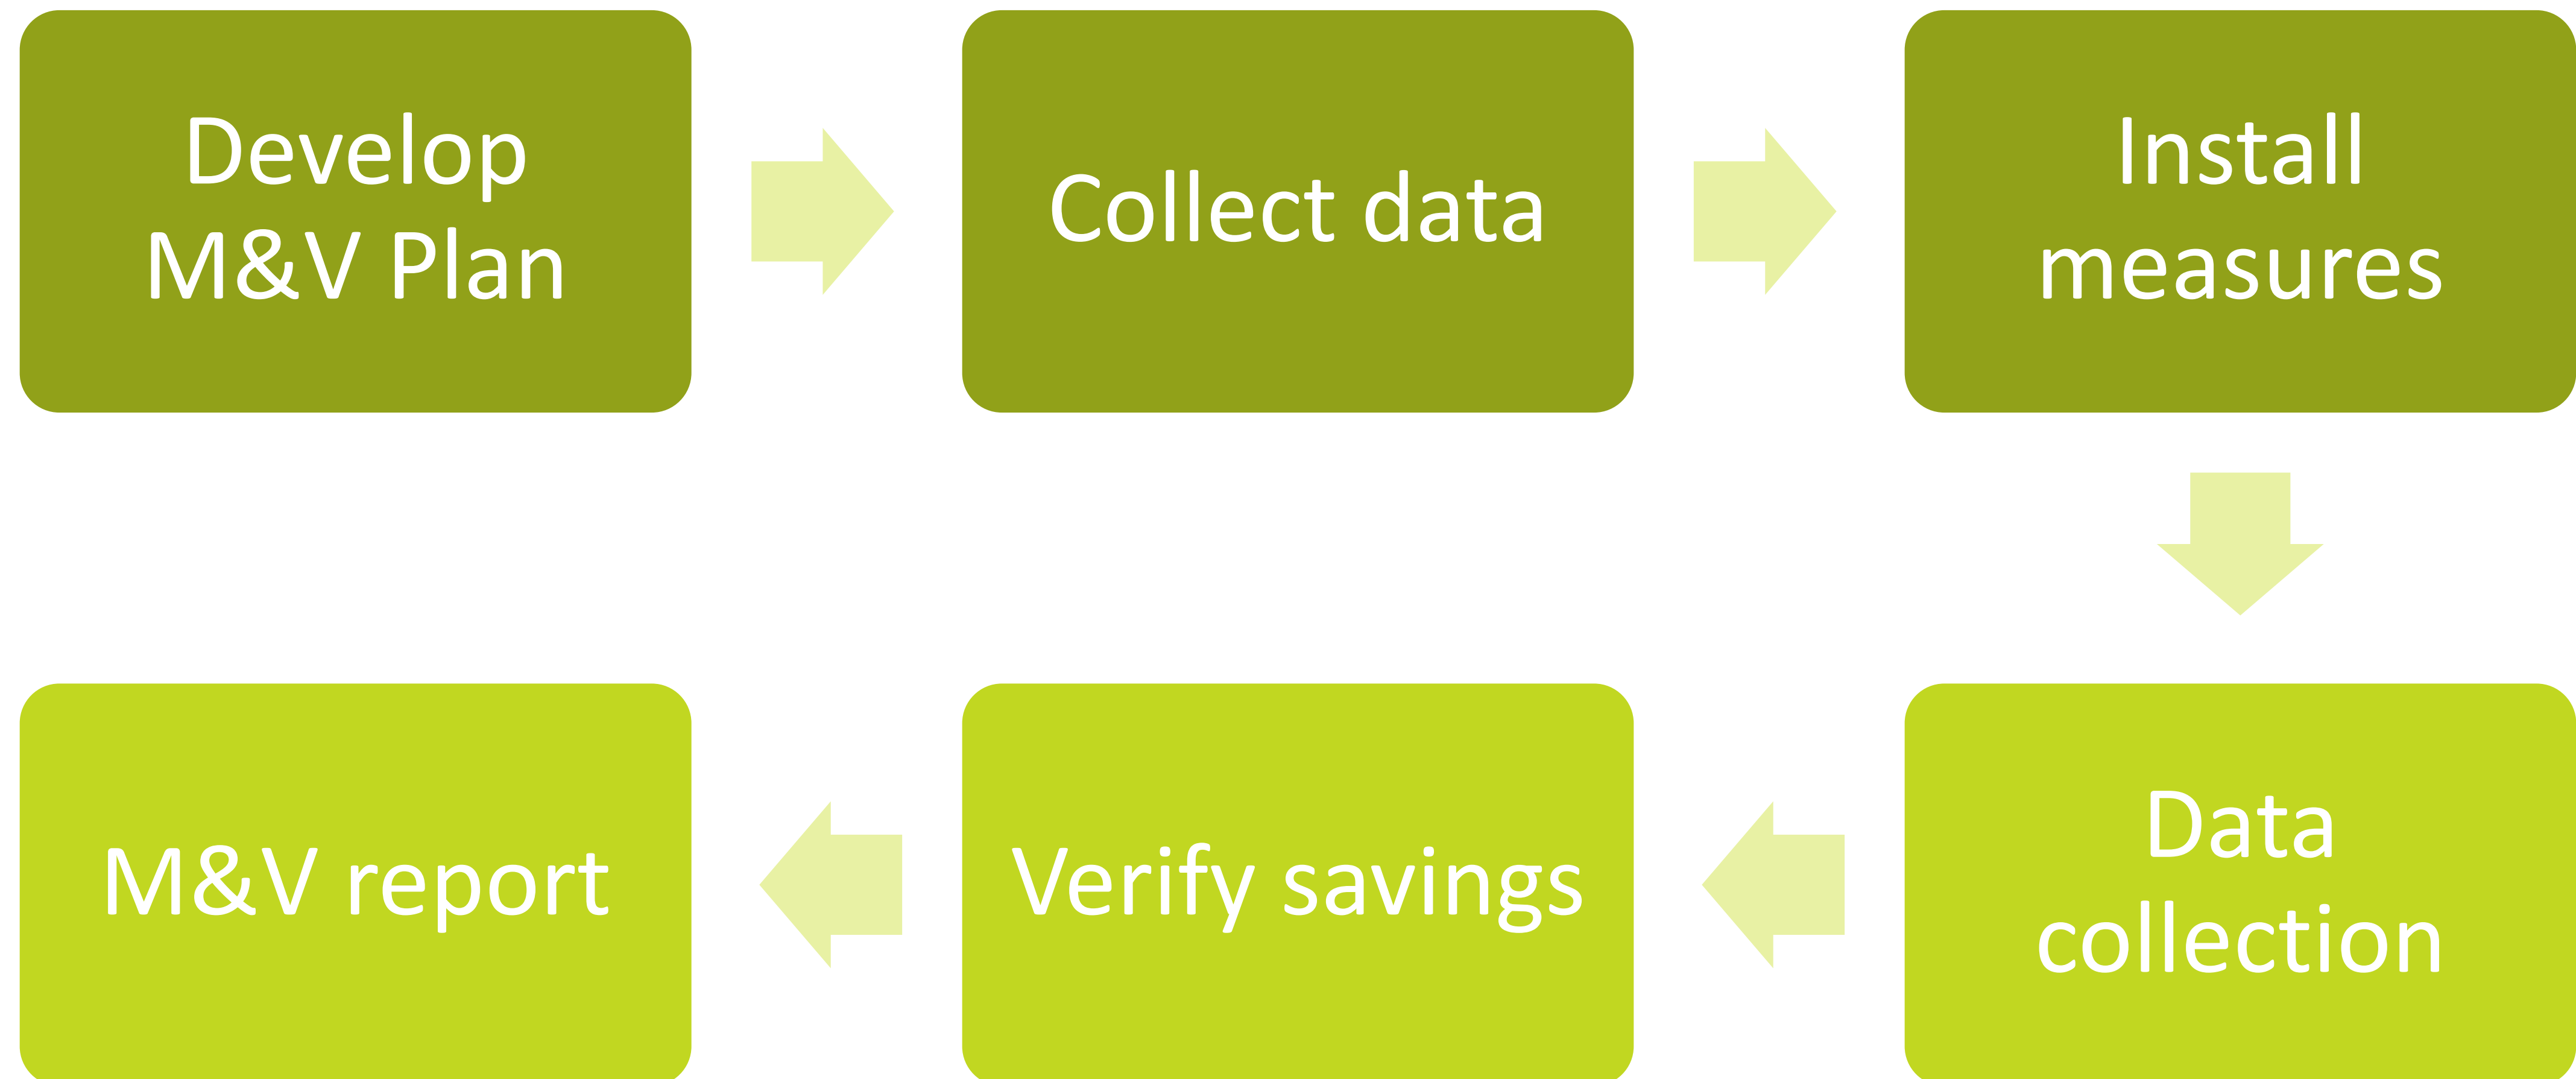 Develop
M&V Plan
Collect data
Install
measures
Data
collection
Verify savings
M&V report